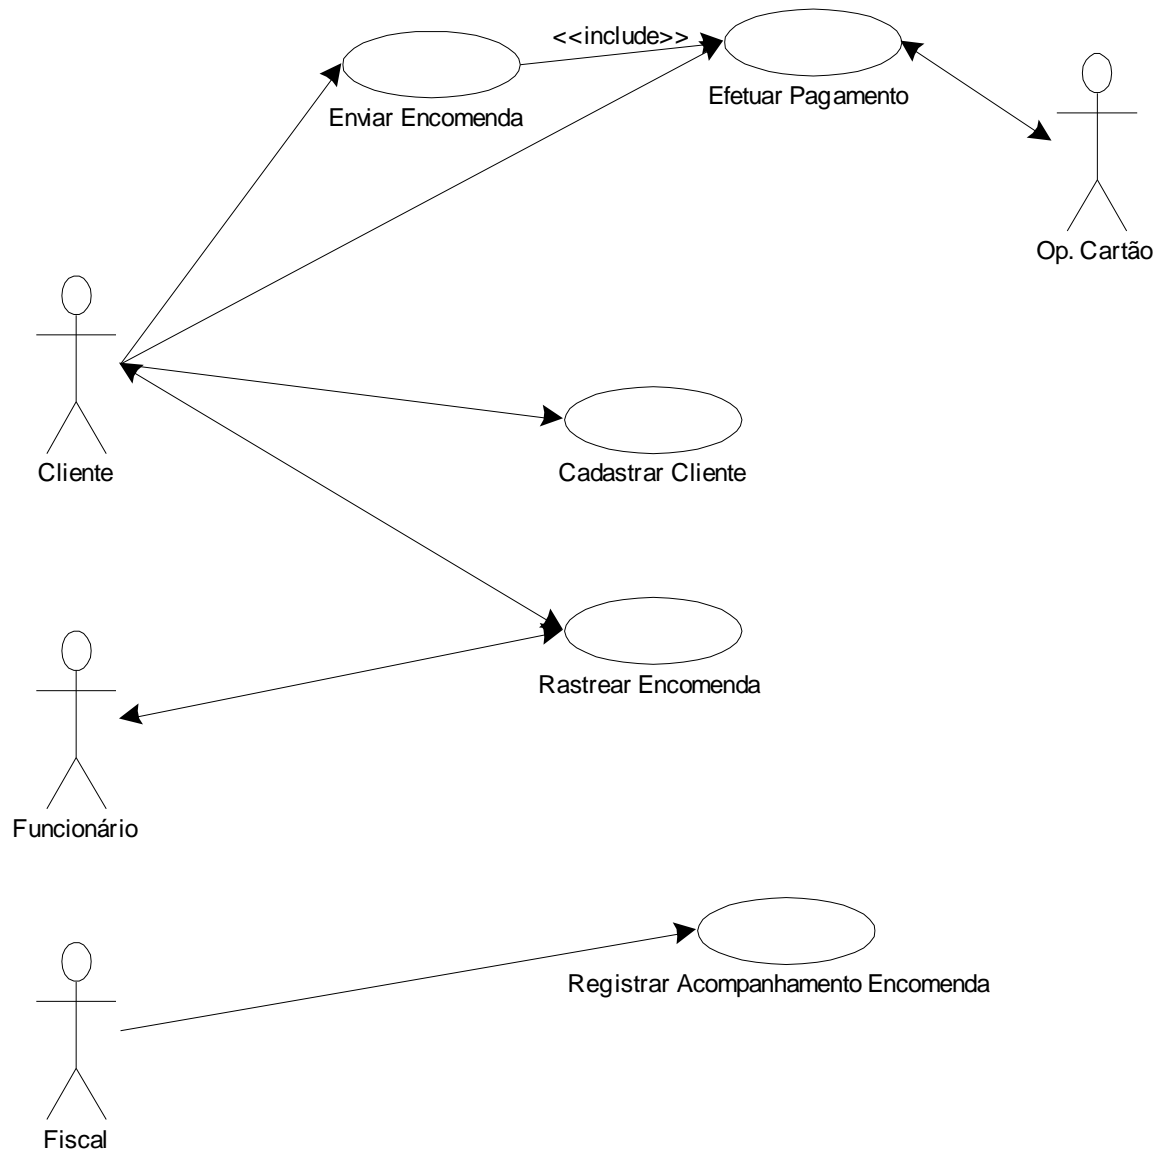 <<include>>
Efetuar Pagamento
Enviar Encomenda
Op. Cartão
Cliente
Cadastrar Cliente
Rastrear Encomenda
Funcionário
Registrar Acompanhamento Encomenda
Fiscal